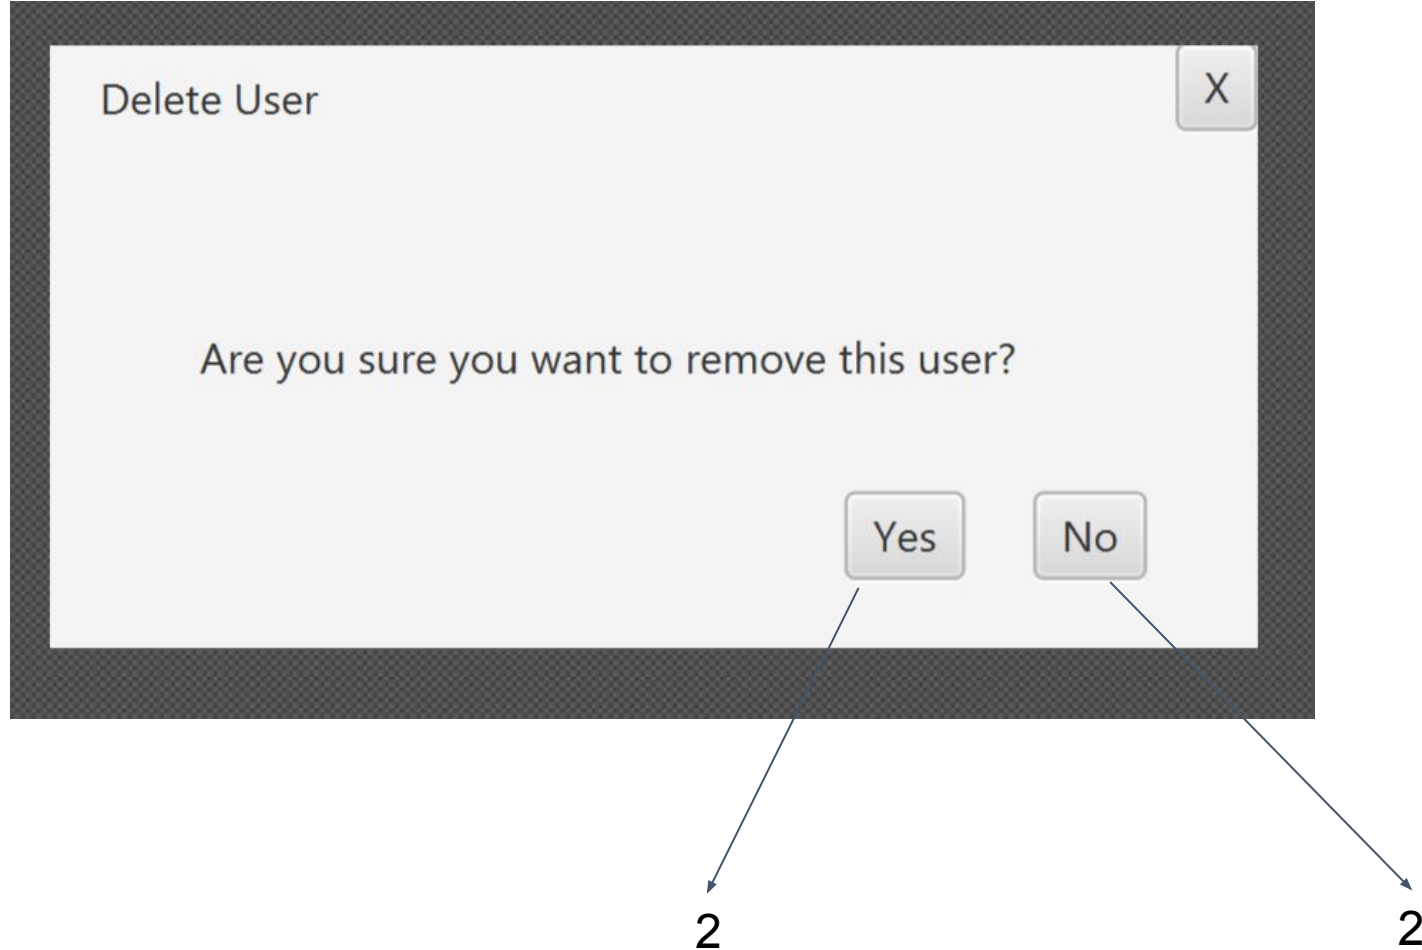 Delete User
X
Are you sure you want to remove this user?
Yes No
2 2